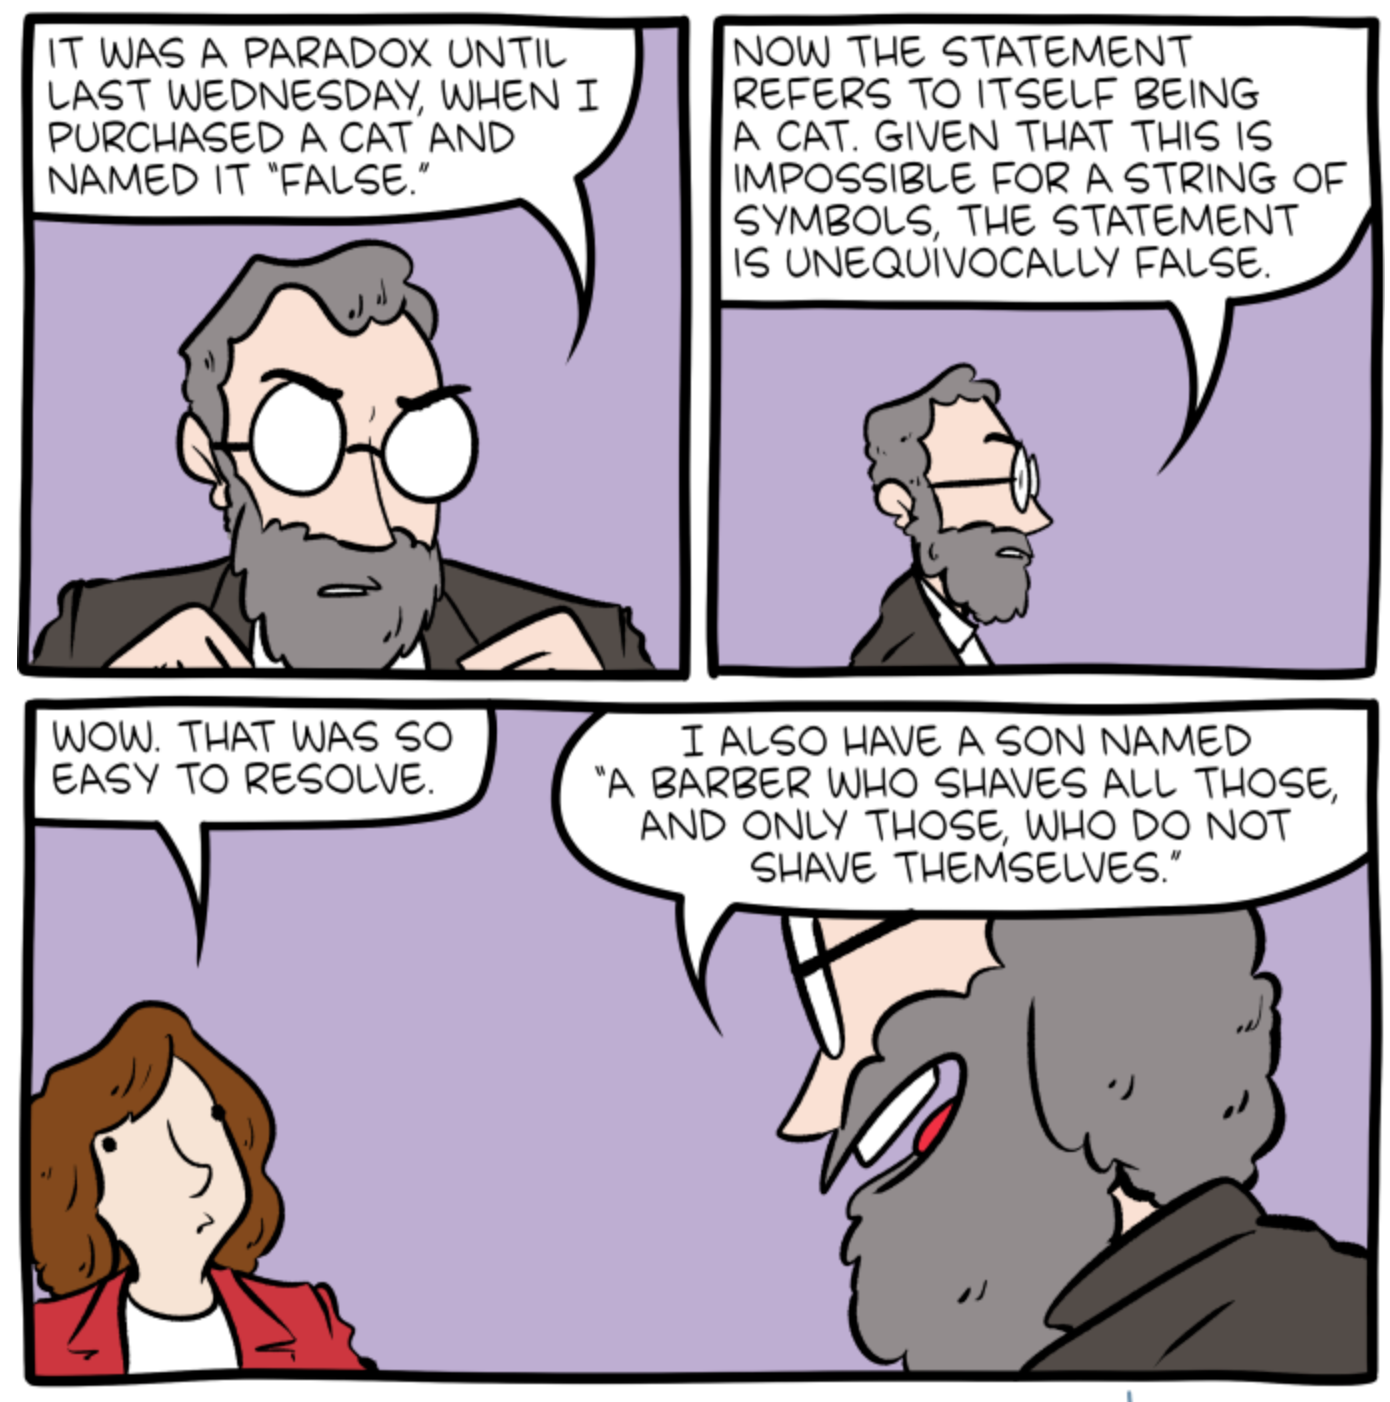 IT WAS A PARADOX UNTIL
LAST WEDNESDAY, WHEN I
PURCHASED A CAT AND
NAMED IT "FALSE."
NOW THE STATEMENT
REFERS TO ITSELF BEING
A CAT. GIVEN THAT THIS IS
IMPOSSIBLE FOR A STRING OF
SYMBOLS, THE STATEMENT
IS UNEQUIVOCALLY FALSE.
WOW. THAT WAS SO
EASY TO RESOLVE.
I ALSO HAVE A SON NAMED
"A BARBER WHO SHAVES ALL THOSE,
AND ONLY THOSE, WHO DO NOT
SHAVE THEMSELVES."